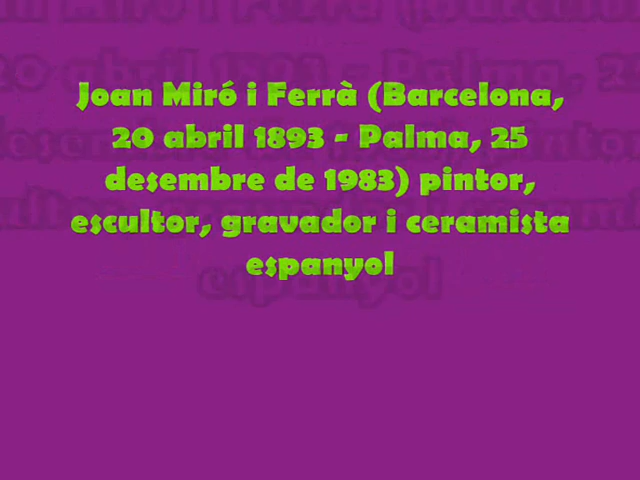 Joan Miró i Ferrà (Barcelona,
20 abril 1893 - Palma, 25
desembre de 1983) pintor,
escultor, gravador i ceramista
espanyol